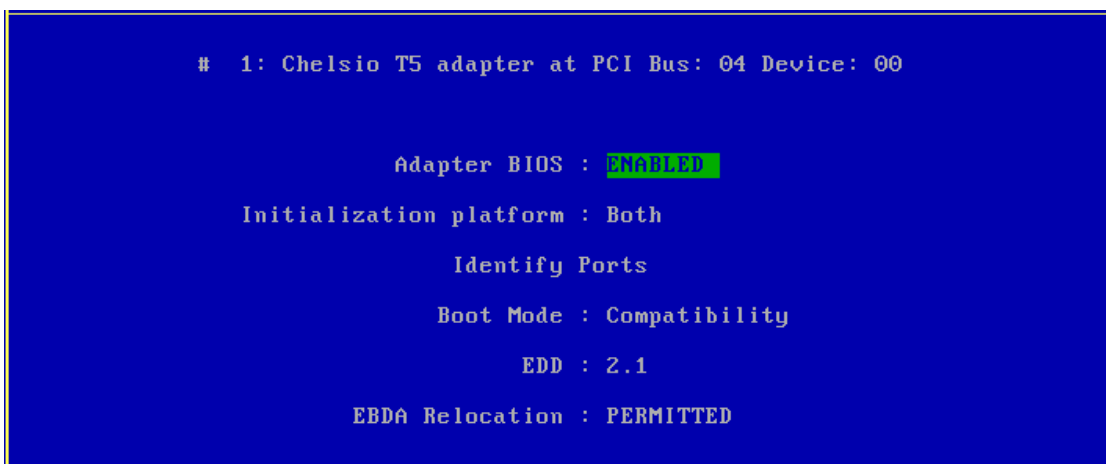 # 1: Chelsio T5 adapter at PCI Bus: 04 Device: 00
Adapter BIOS : ENABLED
Initialization platform : Both
Identify Ports
Boot Mode : Compatibility
EDD : 2.1
EBDA Relocation : PERMITTED